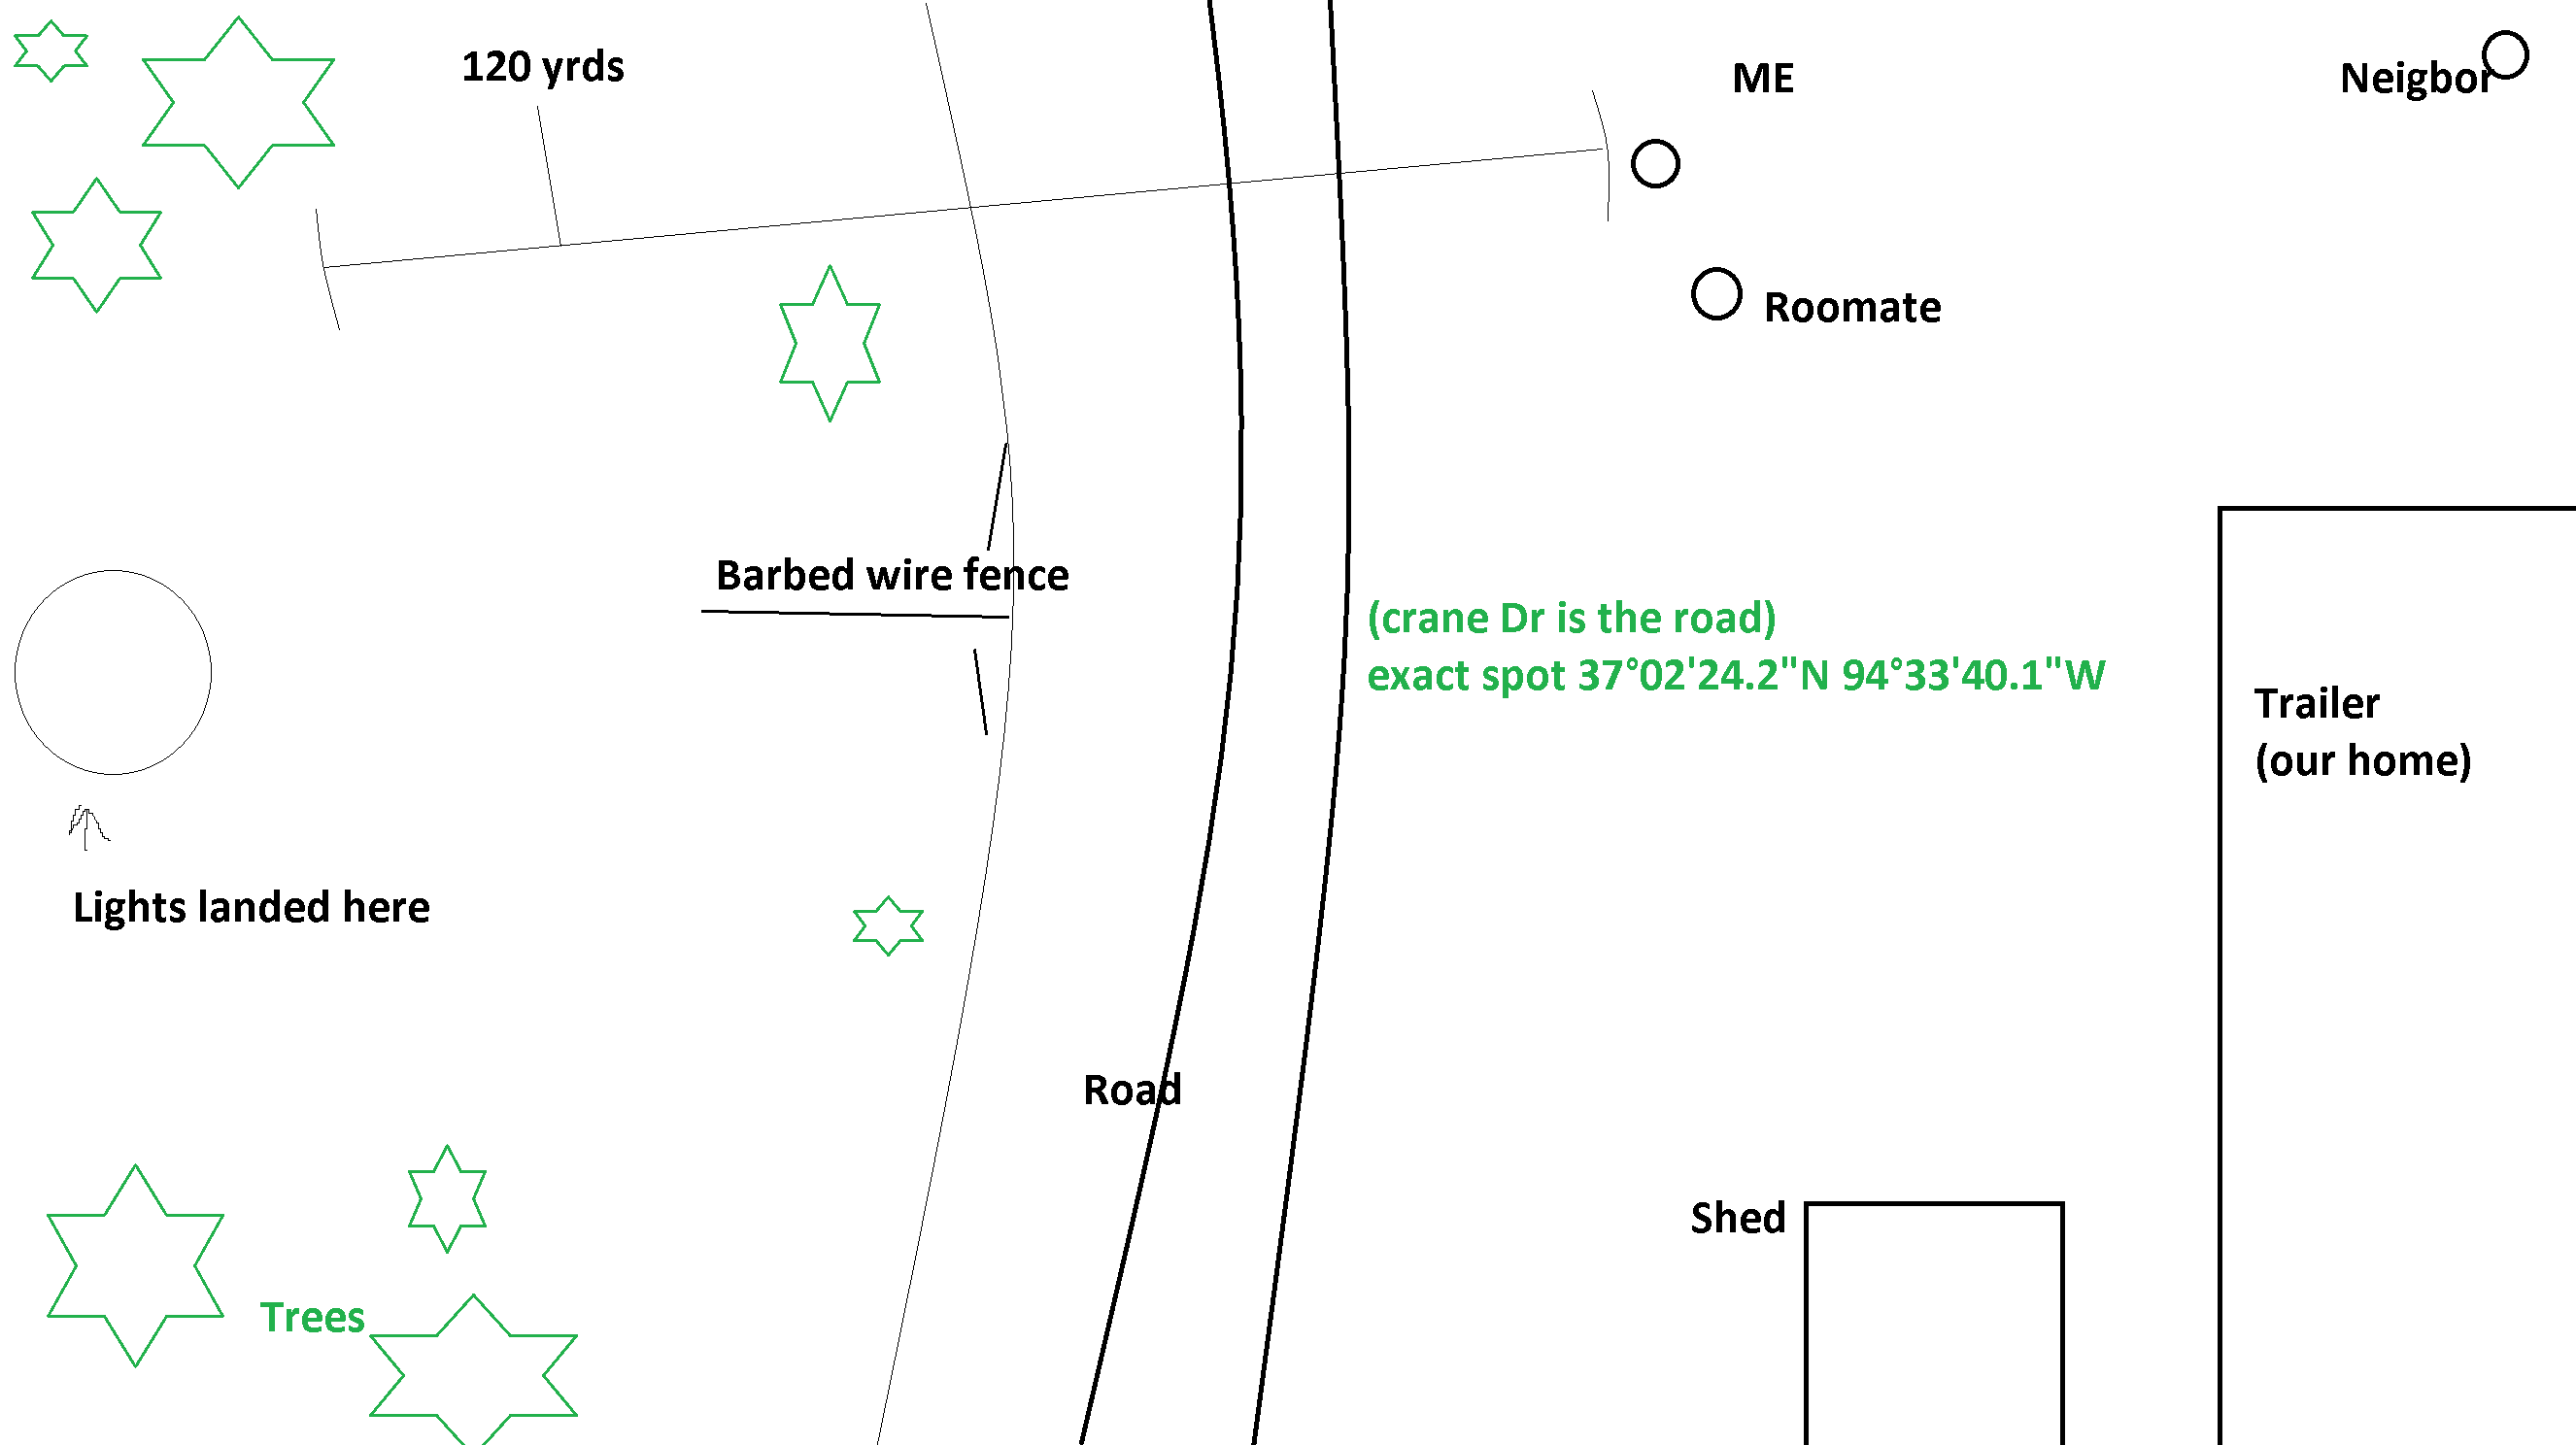 120 yrds
ME
Neigbor
Roomate
Barbed wire fence
(crane Dr is the road)
exact spot 37°02'24.2"N 94°33'40.1"W
Trailer
(our home)
Lights landed here
Road
Shed
Trees